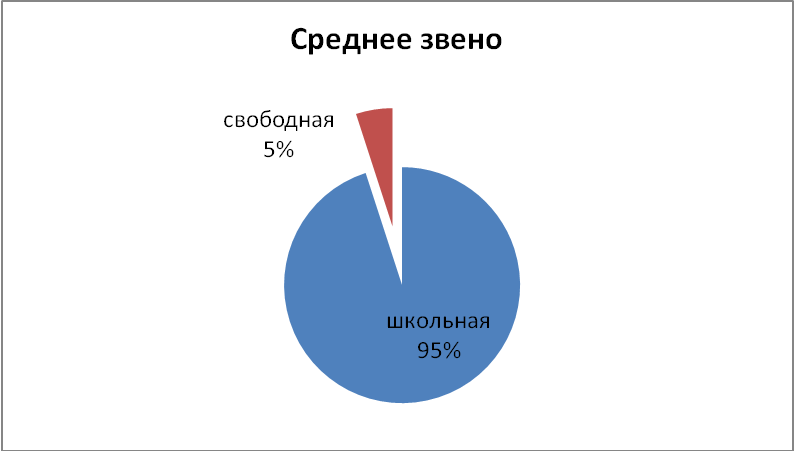 Среднее звено
свободная
5%
школьная
95%